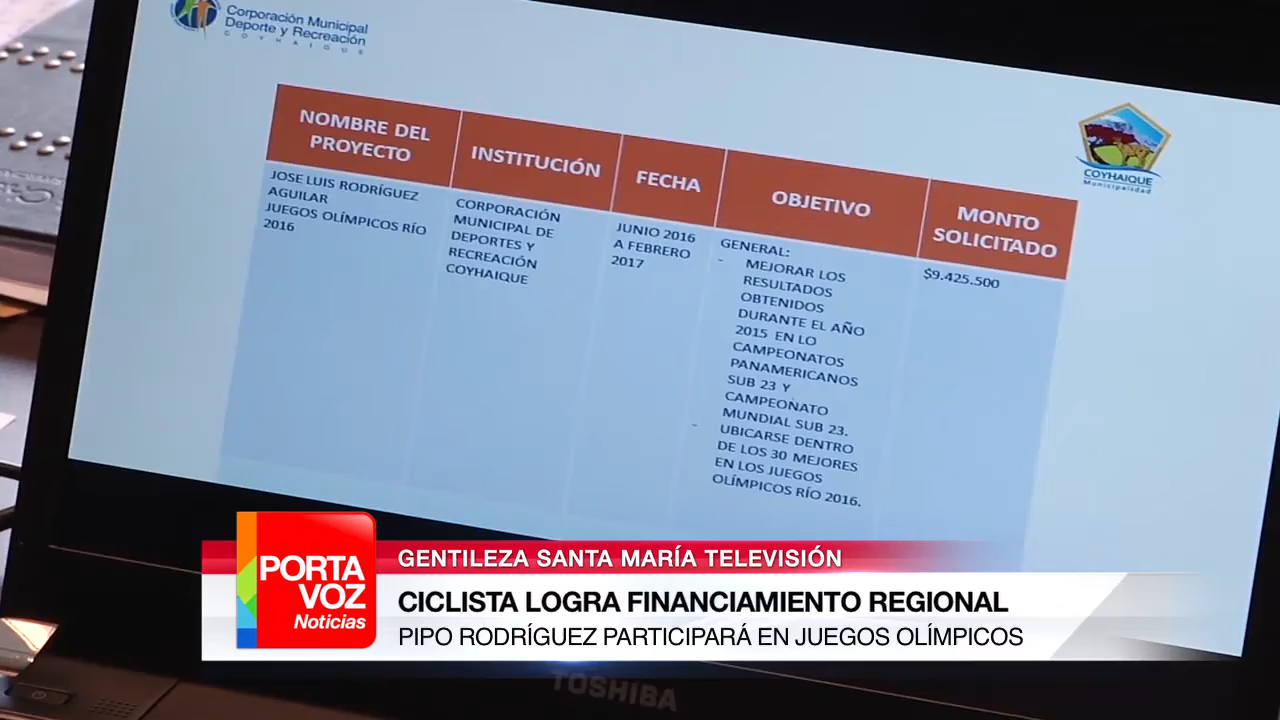 Corporación Municipal
Deporte y Recreación
COYHAIQUE
COYHAIQUE
Municipalidad
NOMBRE DEL
PROYECTO
INSTITUCIÓN
FECHA
OBJETIVO
MONTO
SOLICITADO
JOSE LUIS RODRÍGUEZ
AGUILAR
JUEGOS OLÍMPICOS RÍO
2016
CORPORACIÓN
MUNICIPAL DE
DEPORTES Y
RECREACIÓN
COYHAIQUE
JUNIO 2016
A FEBRERO
2017
GENERAL:
- MEJORAR LOS
RESULTADOS
OBTENIDOS
DURANTE EL AÑO
2015 EN LO
CAMPEONATOS
PANAMERICANOS
SUB 23 Y
CAMPEONATO
MUNDIAL SUB 23.
- UBICARSE DENTRO
DE LOS 30 MEJORES
EN LOS JUEGOS
OLÍMPICOS RÍO 2016.
$9.425.500
PORTA
VOZ
Noticias
GENTILEZA SANTA MARÍA TELEVISIÓN
CICLISTA LOGRA FINANCIAMIENTO REGIONAL
PIPO RODRÍGUEZ PARTICIPARÁ EN JUEGOS OLÍMPICOS
TOSHIBA